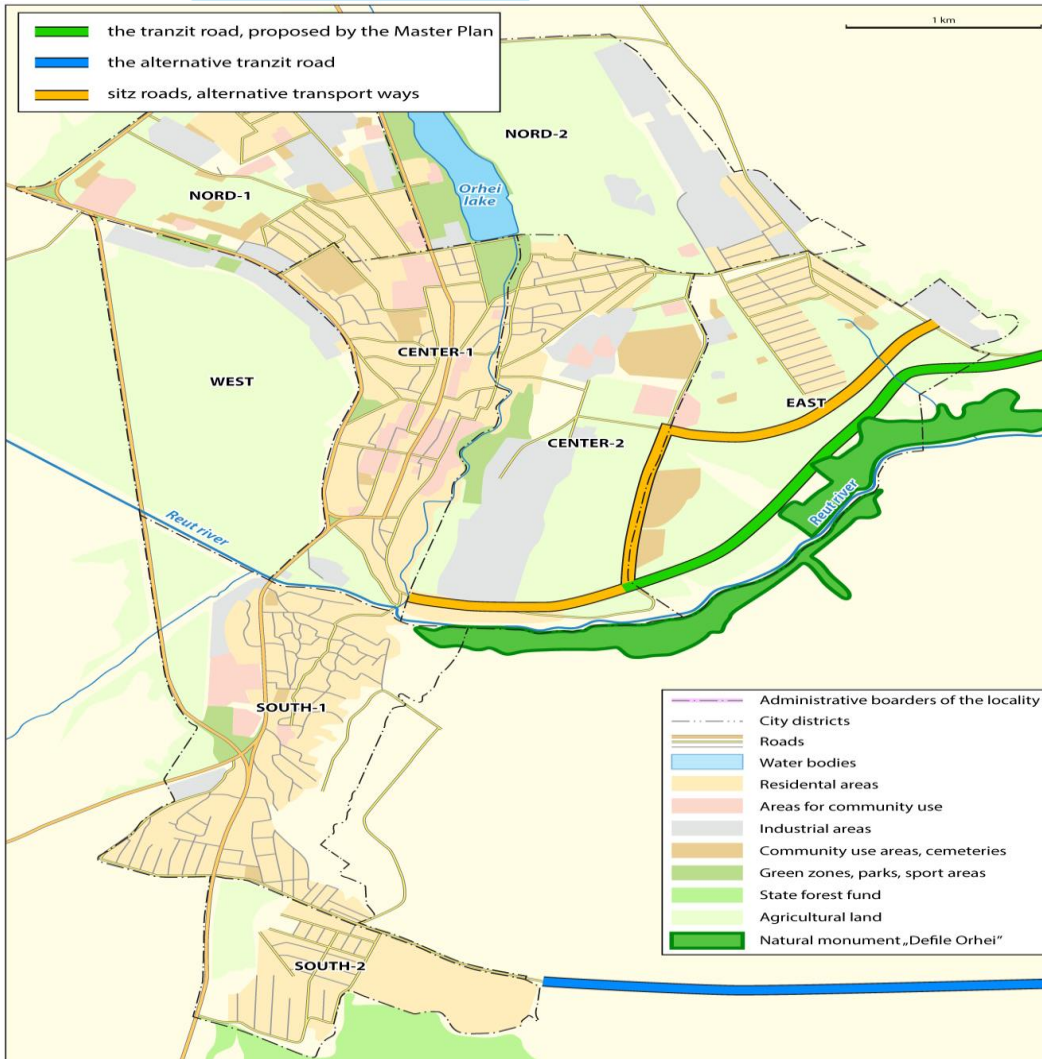 the tranzit road, proposed by the Master Plan
the alternative tranzit road
sitz roads, alternative transport ways
1 km
NORD-2
NORD-1
Orhei
lake
CENTER-1
WEST
EAST
CENTER-2
Reut river
Reut river
SOUTH-1
SOUTH-2
Administrative boarders of the locality
City districts
Roads
Water bodies
Residental areas
Areas for community use
Industrial areas
Community use areas, cemeteries
Green zones, parks, sport areas
State forest fund
Agricultural land
Natural monument „Defile Orhei"